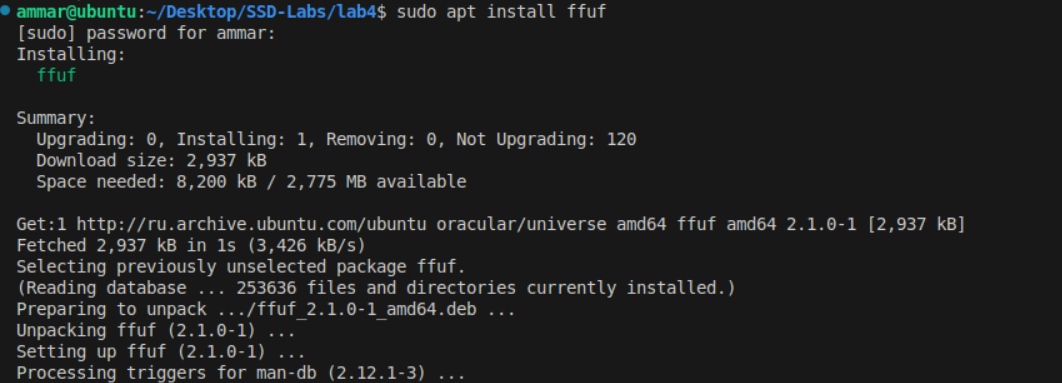 ammar@ubuntu:~/Desktop/SSD-Labs/lab4$ sudo apt install ffuf
[sudo] password for ammar:
Installing:
  ffuf

Summary:
  Upgrading: 0, Installing: 1, Removing: 0, Not Upgrading: 120
  Download size: 2,937 kB
  Space needed: 8,200 kB / 2,775 MB available

Get:1 http://ru.archive.ubuntu.com/ubuntu oracular/universe amd64 ffuf amd64 2.1.0-1 [2,937 kB]
Fetched 2,937 kB in 1s (3,426 kB/s)
Selecting previously unselected package ffuf.
(Reading database ... 253636 files and directories currently installed.)
Preparing to unpack .../ffuf_2.1.0-1_amd64.deb ...
Unpacking ffuf (2.1.0-1) ...
Setting up ffuf (2.1.0-1) ...
Processing triggers for man-db (2.12.1-3) ...